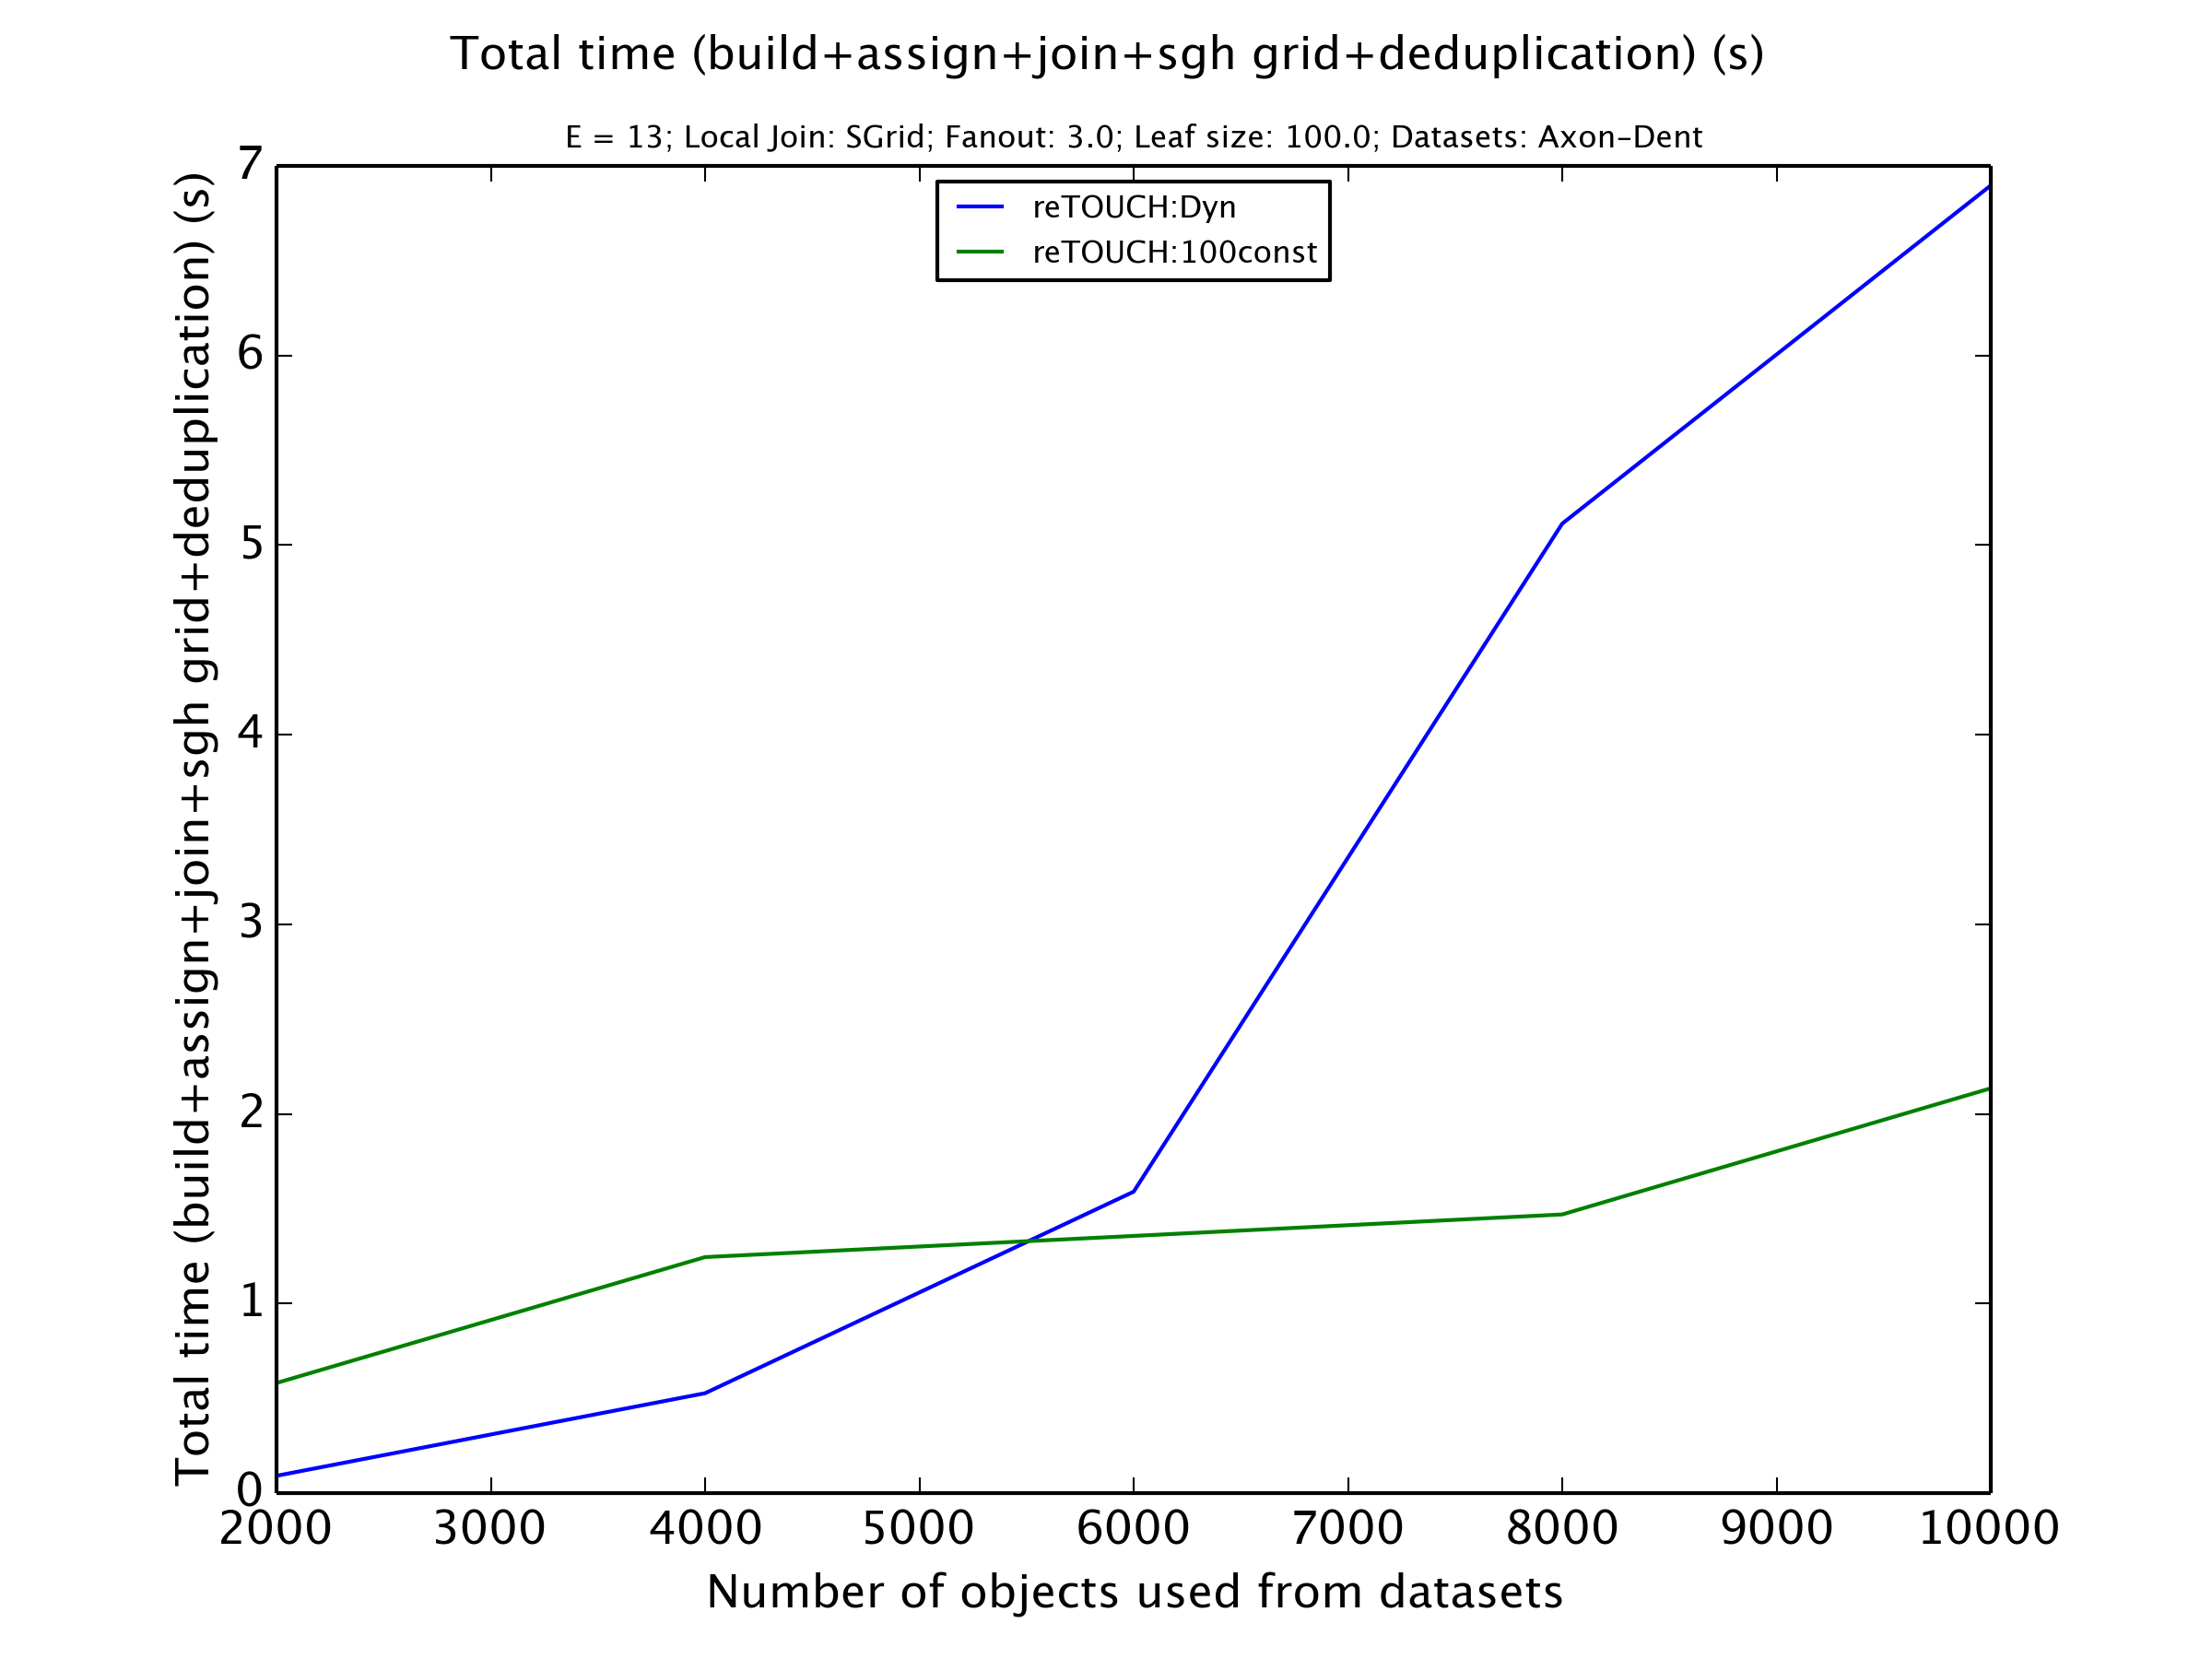 Total time (build+assign+join+sgh grid+deduplication) (s)
E = 13; Local Join: SGrid; Fanout: 3.0; Leaf size: 100.0; Datasets: Axon-Dent
reTOUCH:Dyn
reTOUCH:100const
Total time (build+assign+join+sgh grid+deduplication) (s)
7
6
5
4
3
2
1
0
2000 3000 4000 5000 6000 7000 8000 9000 10000
Number of objects used from datasets